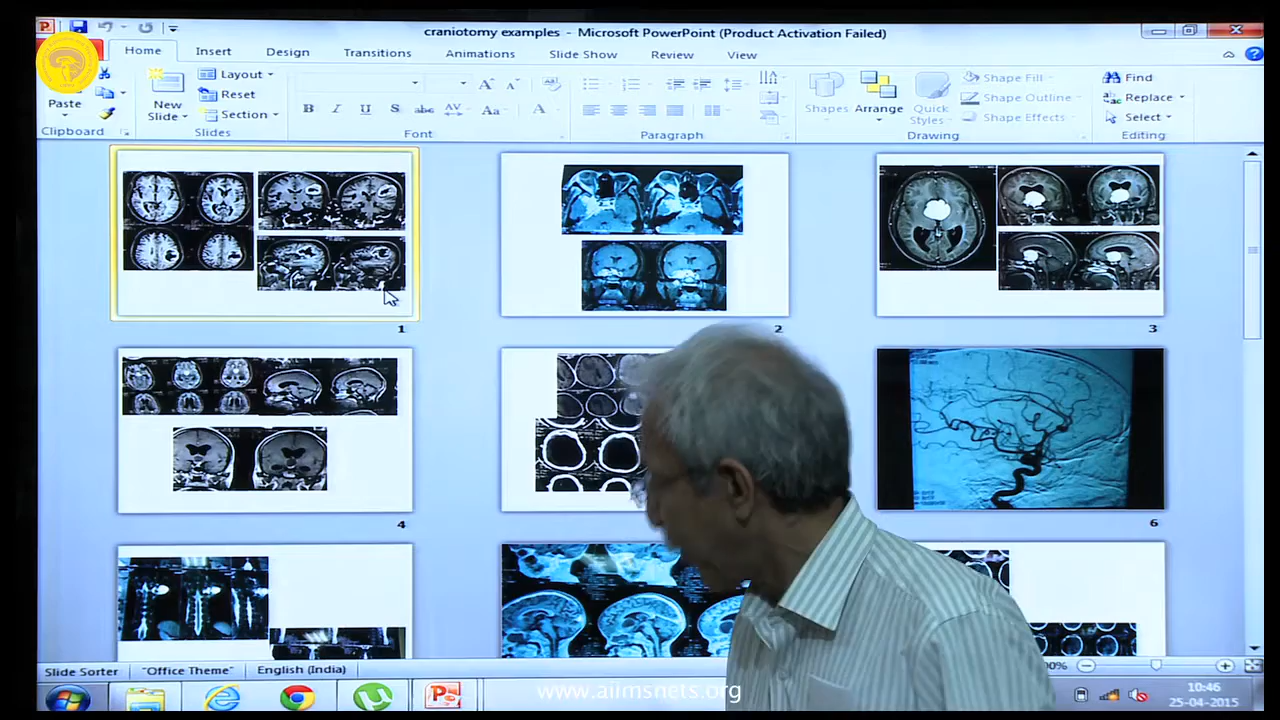 craniotomy examples - Microsoft PowerPoint (Product Activation Failed)
Home Insert Design Transitions Animations Slide Show Review View
Paste
Clipboard
New
Slide
Layout
Reset
Section
Slides
B I U S abc AV Aa A
Font
Paragraph
Shapes
Arrange
Quick
Styles
Shape Fill
Shape Outline
Shape Effects
Drawing
Find
Replace
Select
Editing
1
2
3
4
6
Slide Sorter "Office Theme" English (India)
www.aiimsnets.org
10:46
25-04-2015